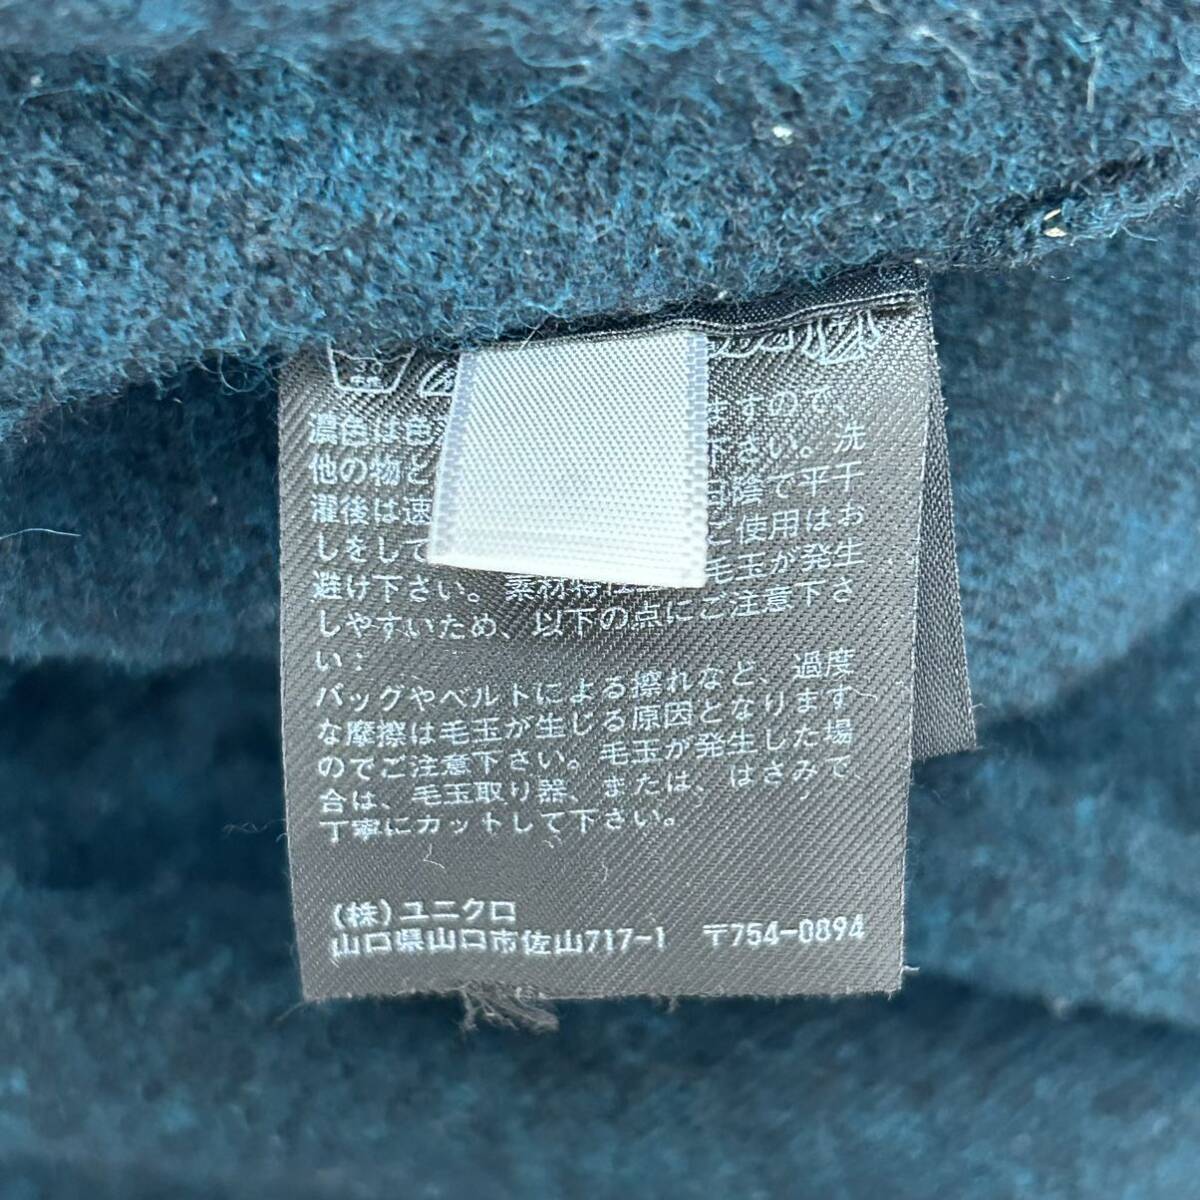 濃色は色 ますので、
他の物と 下さい。洗
濯後は速 日陰で平干
しをして ご使用はお
避け下さい。素材特性上 毛玉が発生
しやすいため、以下の点にご注意下さ
い：
バッグやベルトによる擦れなど、過度
な摩擦は毛玉が生じる原因となります
のでご注意下さい。毛玉が発生した場
合は、毛玉取り器、または、はさみで、
丁寧にカットして下さい。
(株)ユニクロ
山口県山口市佐山717-1 〒754-0894